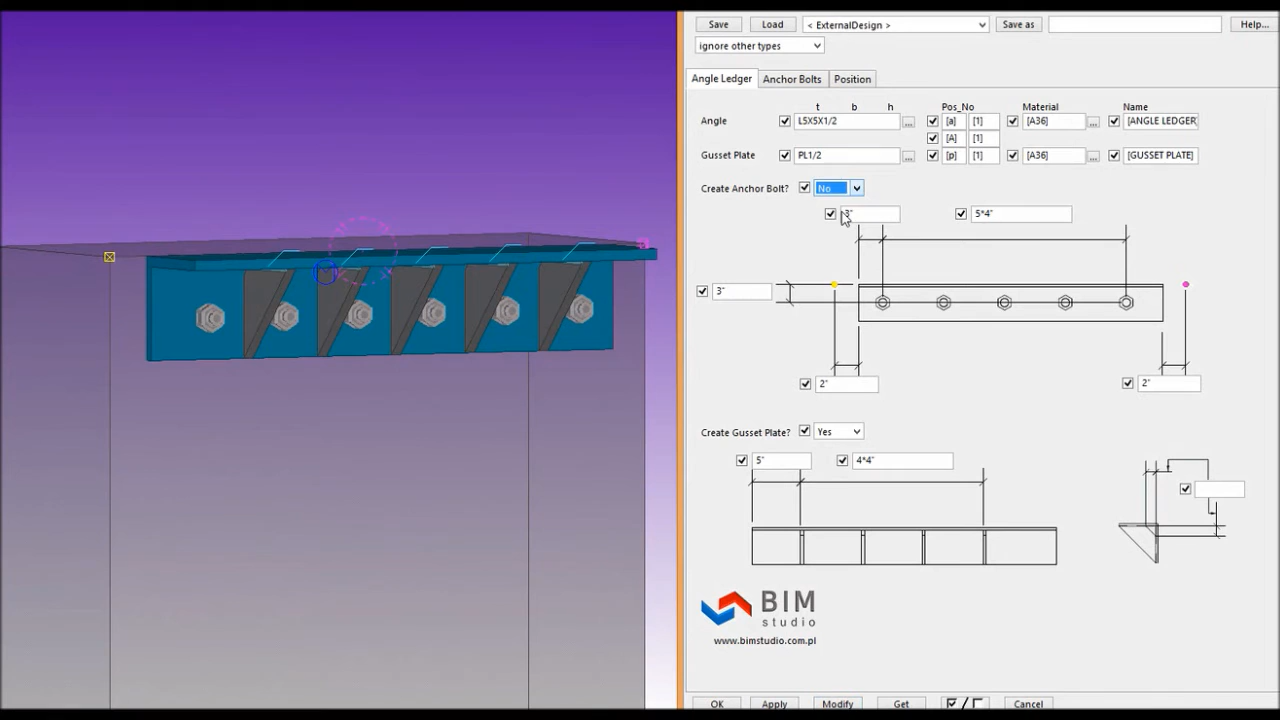 Save Load < ExternalDesign > Save as Help...
ignore other types
Angle Ledger Anchor Bolts Position
t b h Pos_No Material Name
Angle L5X5X1/2 ... [a] [1] [A36] ... [ANGLE LEDGER]
[A] [1]
Gusset Plate PL1/2 ... [p] [1] [A36] ... [GUSSET PLATE]
Create Anchor Bolt? No
3" 5*4"
3"
2" 2"
Create Gusset Plate? Yes
5" 4*4"
BIM
studio
www.bimstudio.com.pl
OK Apply Modify Get / Cancel